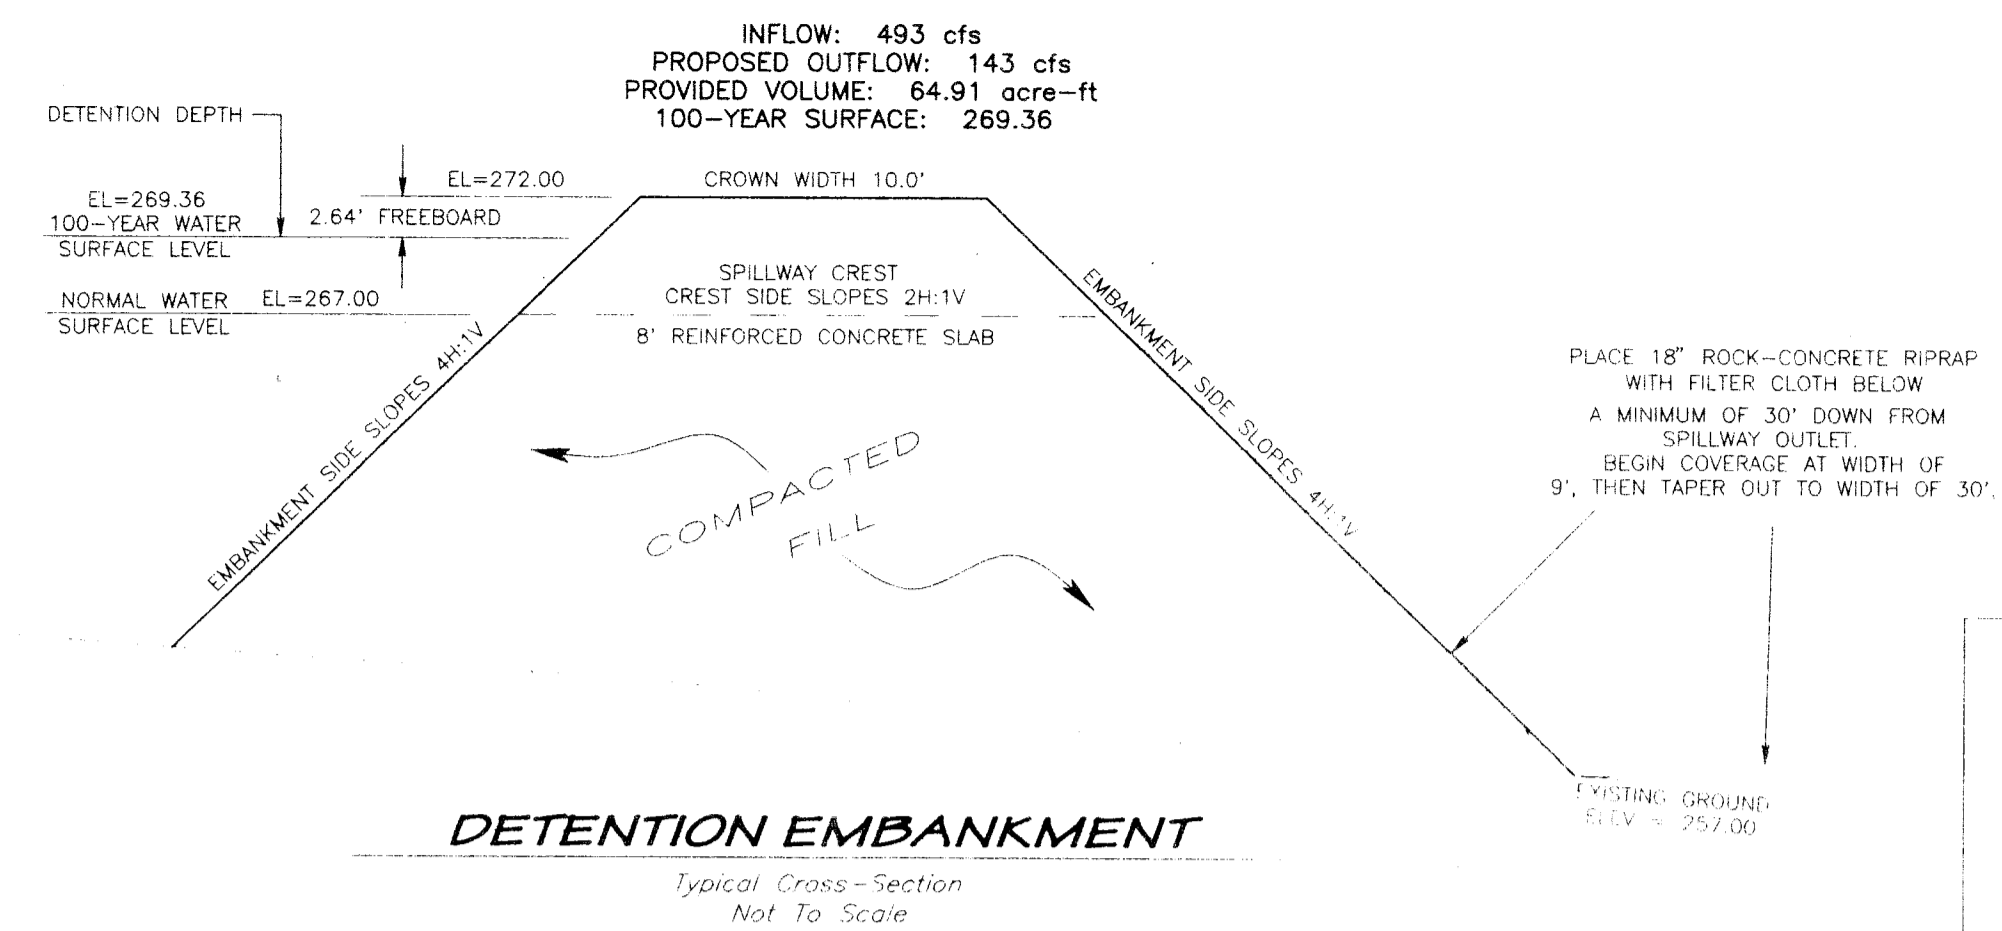 INFLOW: 493 cfs
PROPOSED OUTFLOW: 143 cfs
PROVIDED VOLUME: 64.91 acre-ft
100-YEAR SURFACE: 269.36
DETENTION DEPTH
EL=269.36
100-YEAR WATER
SURFACE LEVEL
EL=272.00
2.64' FREEBOARD
CROWN WIDTH 10.0'
NORMAL WATER EL=267.00
SURFACE LEVEL
SPILLWAY CREST
CREST SIDE SLOPES 2H:1V
8' REINFORCED CONCRETE SLAB
EMBANKMENT SIDE SLOPES 4H:1V
EMBANKMENT SIDE SLOPES 4H:1V
COMPACTED
FILL
PLACE 18" ROCK-CONCRETE RIPRAP
WITH FILTER CLOTH BELOW
A MINIMUM OF 30' DOWN FROM
SPILLWAY OUTLET.
BEGIN COVERAGE AT WIDTH OF
9', THEN TAPER OUT TO WIDTH OF 30'.
EXISTING GROUND
ELEV = 257.00
DETENTION EMBANKMENT
Typical Cross-Section
Not To Scale